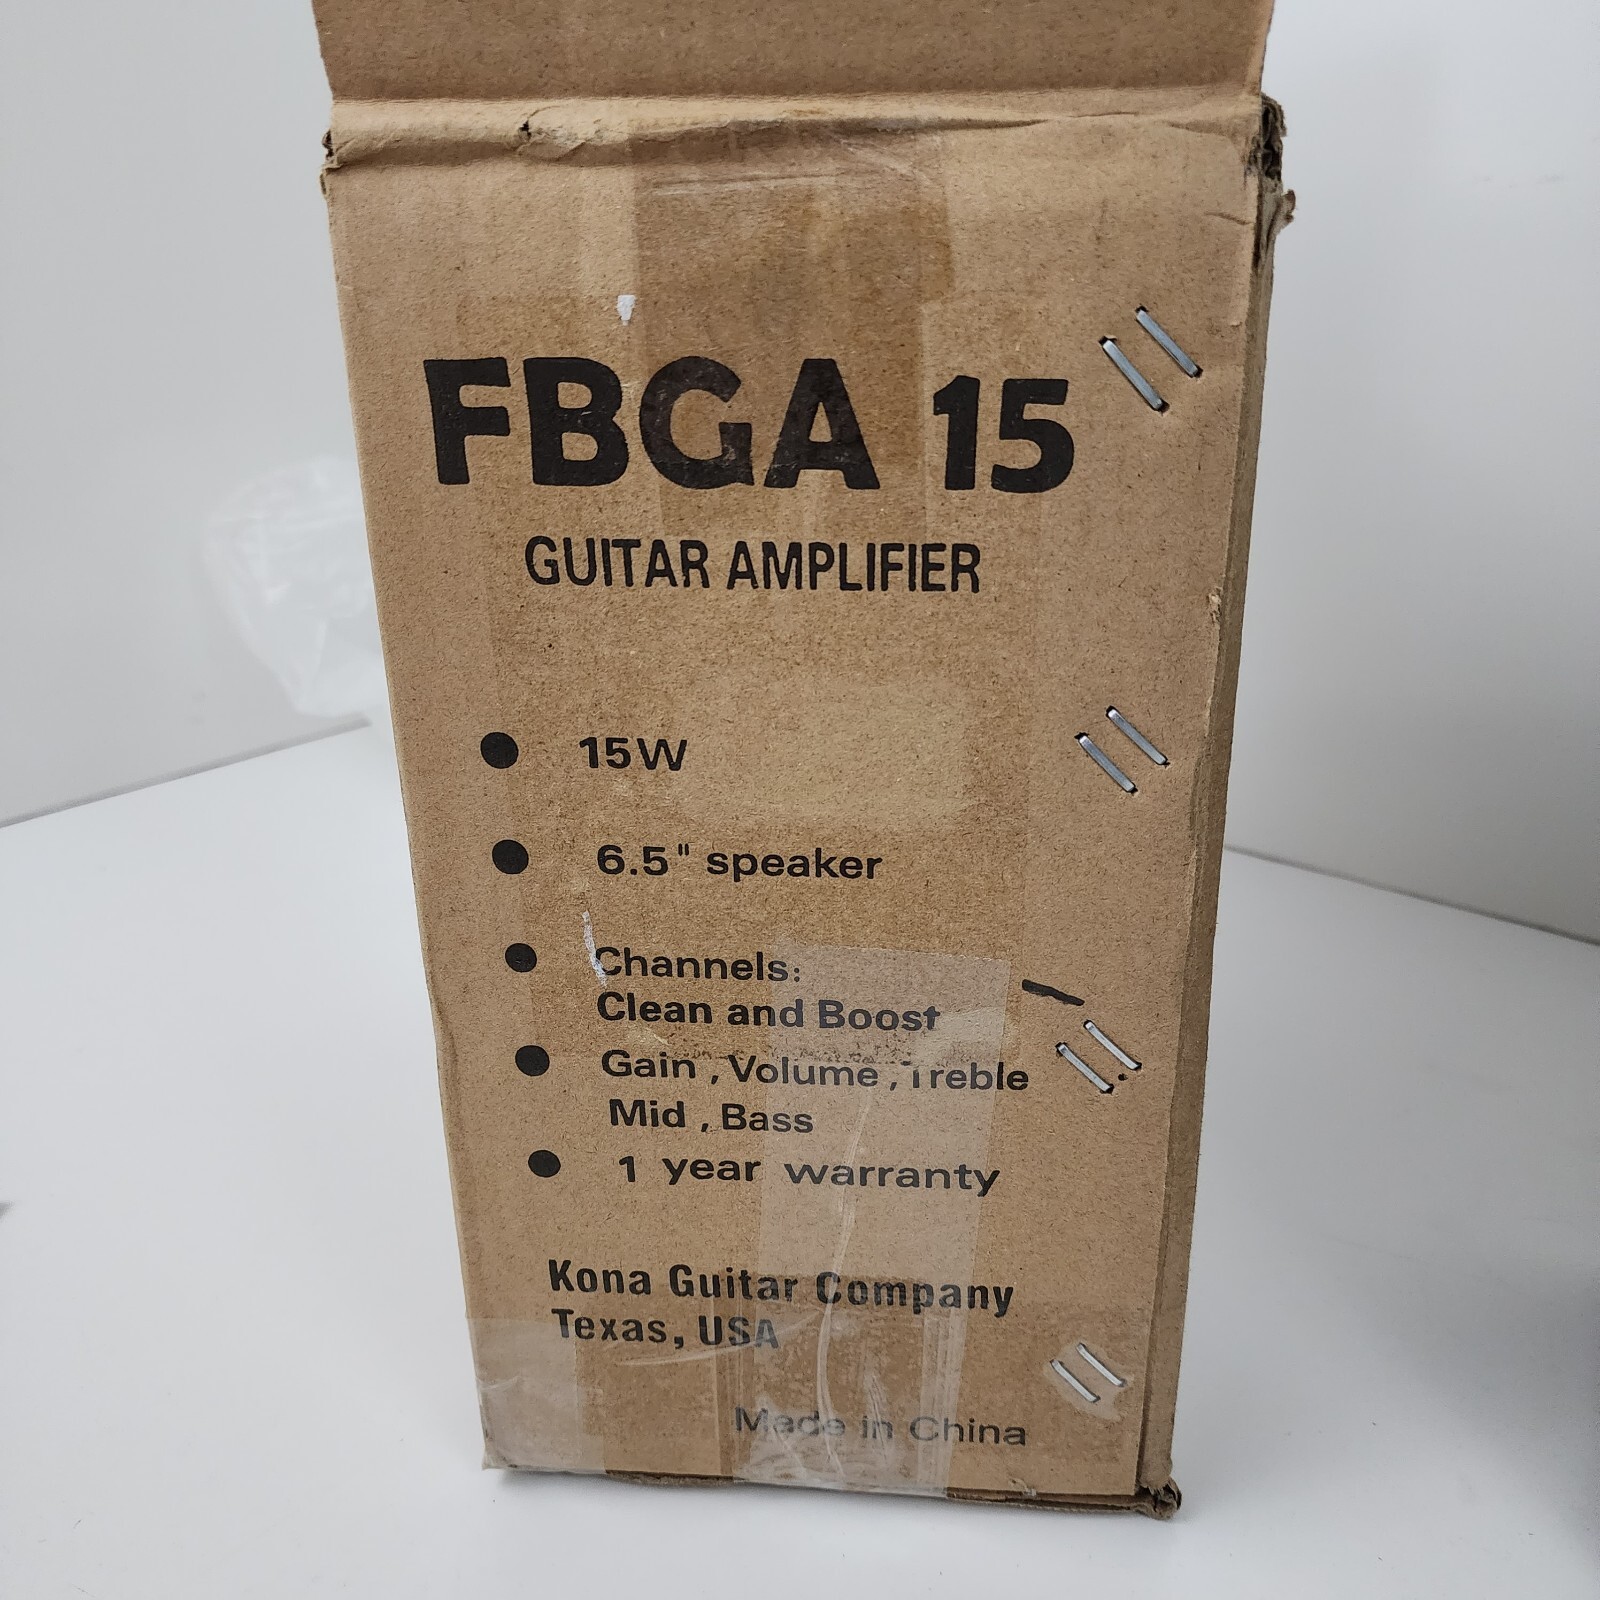 FBGA 15
GUITAR AMPLIFIER
● 15W
● 6.5" speaker
● Channels:
Clean and Boost
● Gain , Volume , Treble
Mid , Bass
● 1 year warranty
Kona Guitar Company
Texas, USA
Made in China